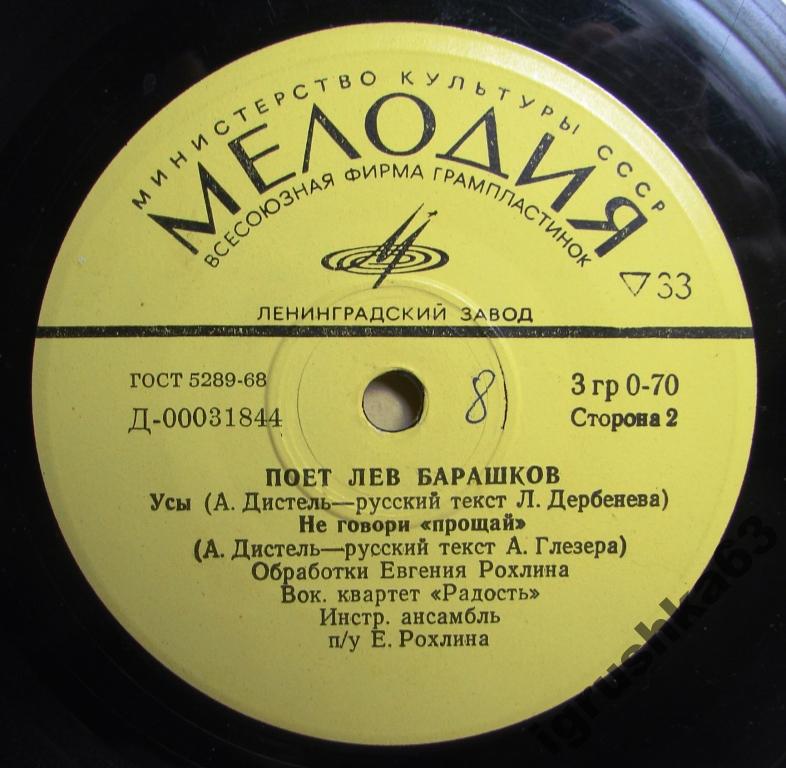 МИНИСТЕРСТВО КУЛЬТУРЫ СССР
МЕЛОДИЯ
ВСЕСОЮЗНАЯ ФИРМА ГРАМПЛАСТИНОК
33
ЛЕНИНГРАДСКИЙ ЗАВОД
ГОСТ 5289-68
3 гр 0-70
Д-00031844
8)
Сторона 2
ПОЕТ ЛЕВ БАРАШКОВ
Усы (А. Дистель—русский текст Л. Дербенева)
Не говори «прощай»
(А. Дистель—русский текст А. Глезера)
Обработки Евгения Рохлина
Вок. квартет «Радость»
Инстр. ансамбль
п/у Е. Рохлина
igrushka63